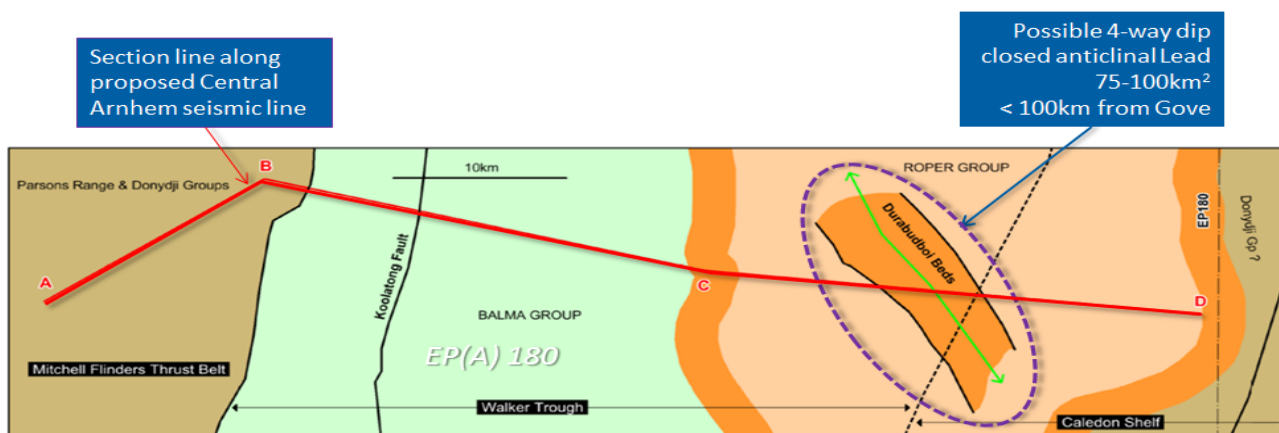 Section line along
proposed Central
Arnhem seismic line
Possible 4-way dip
closed anticlinal Lead
75-100km²
< 100km from Gove
B
Parsons Range & Donydji Groups
10km
ROPER GROUP
Durabudboi Beds
EP180
Donydji Gp ?
Koolatong Fault
A
C
D
BALMA GROUP
EP(A) 180
Mitchell Flinders Thrust Belt
Walker Trough
Caledon Shelf